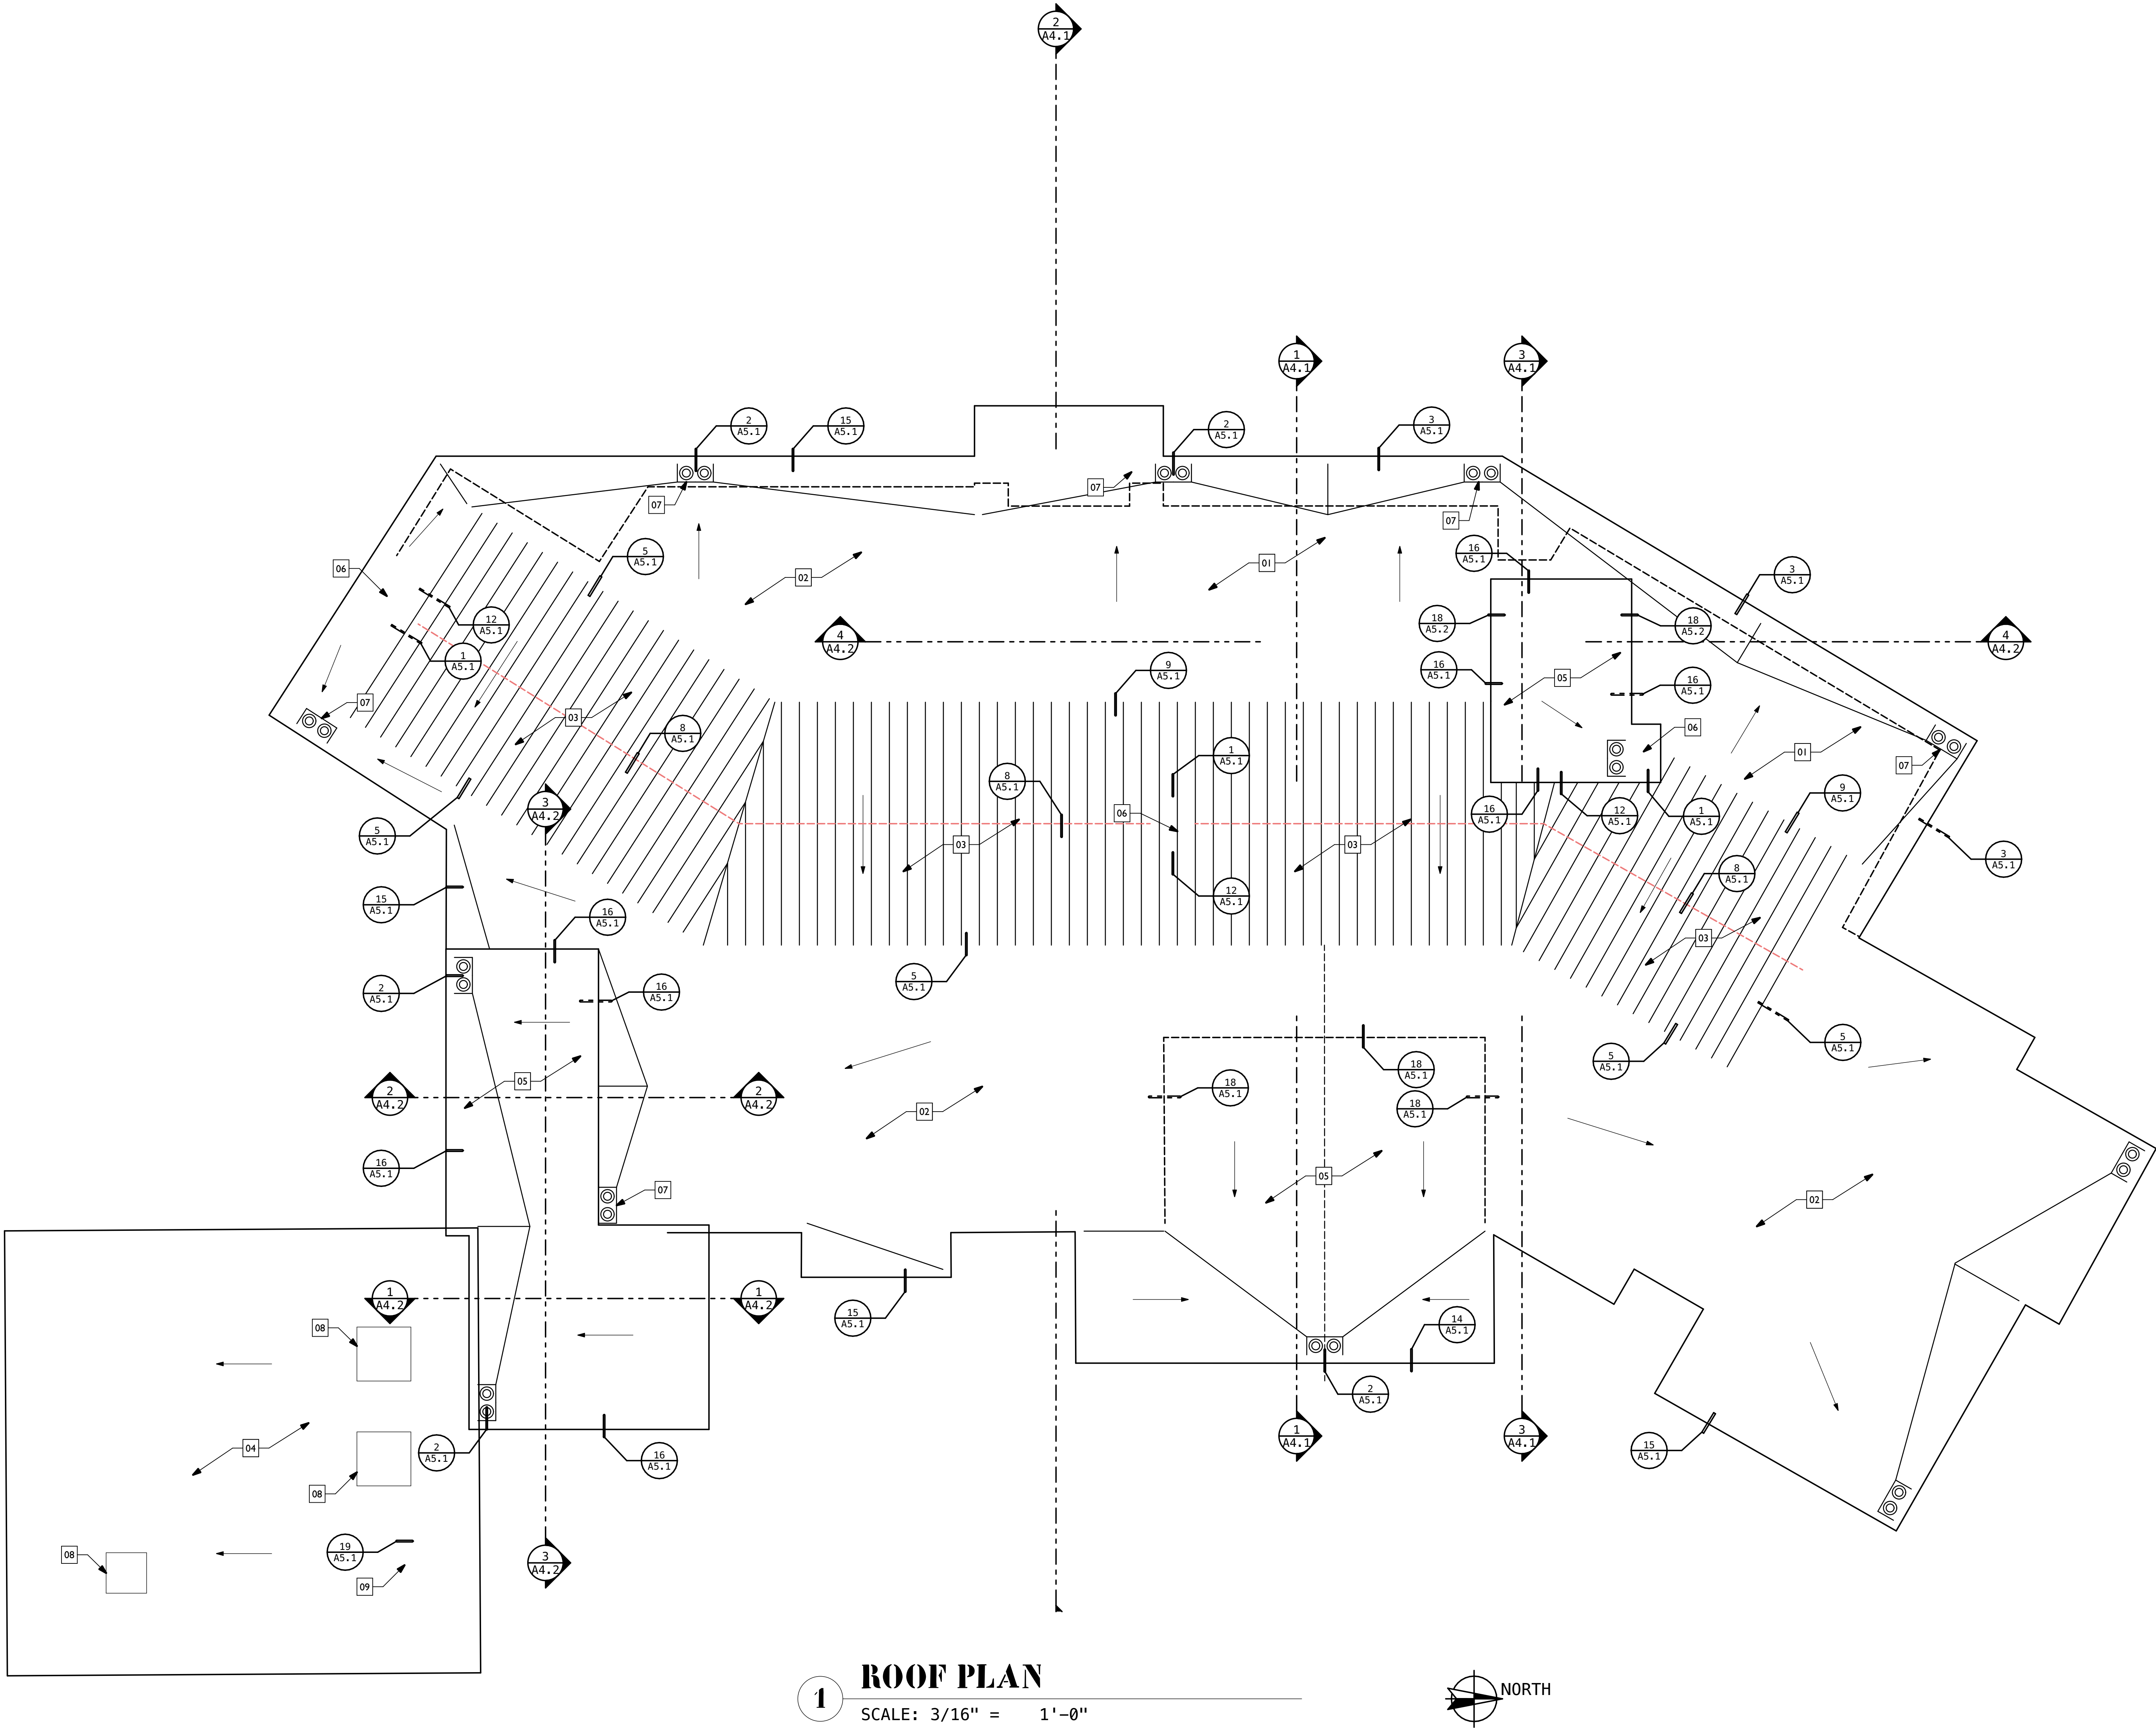 2
A4.1
1
A4.1
3
A4.1
2
A5.1
15
A5.1
2
A5.1
3
A5.1
07
07
07
5
A5.1
16
A5.1
01
06
02
3
A5.1
12
A5.1
18
A5.2
18
A5.2
4
A4.2
4
A4.2
1
A5.1
9
A5.1
16
A5.1
05
16
A5.1
07
03
8
A5.1
06
01
1
A5.1
07
8
A5.1
9
A5.1
3
A4.2
06
16
A5.1
12
A5.1
1
A5.1
5
A5.1
03
03
3
A5.1
8
A5.1
15
A5.1
12
A5.1
16
A5.1
03
5
A5.1
2
A5.1
16
A5.1
5
A5.1
5
A5.1
18
A5.1
05
18
A5.1
2
A4.2
2
A4.2
02
18
A5.1
16
A5.1
05
07
02
1
A4.2
1
A4.2
15
A5.1
14
A5.1
08
2
A5.1
1
A4.1
3
A4.1
04
2
A5.1
16
A5.1
15
A5.1
08
19
A5.1
08
3
A4.2
09
1
ROOF PLAN
SCALE: 3/16" = 1'-0"
NORTH